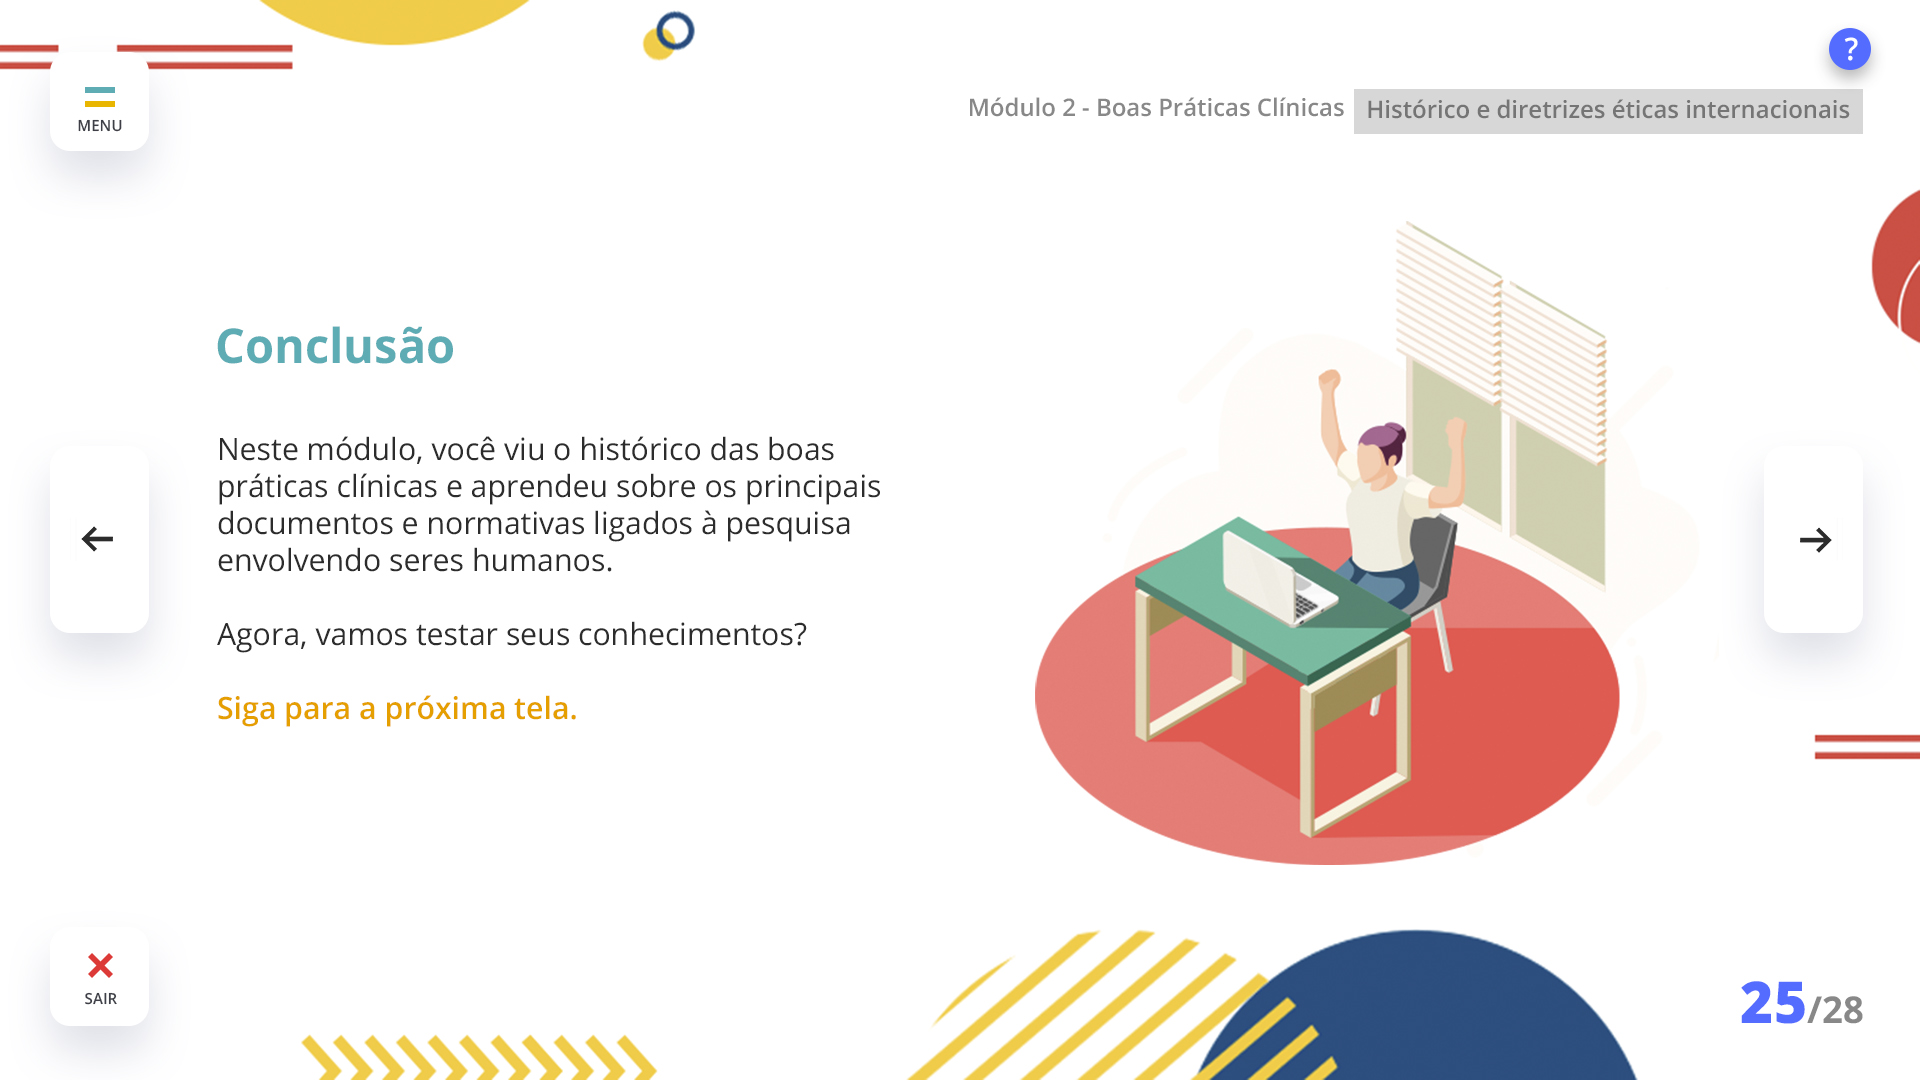 ?
MENU
Módulo 2 - Boas Práticas Clínicas Histórico e diretrizes éticas internacionais
Conclusão
Neste módulo, você viu o histórico das boas
práticas clínicas e aprendeu sobre os principais
documentos e normativas ligados à pesquisa
envolvendo seres humanos.
Agora, vamos testar seus conhecimentos?
Siga para a próxima tela.
SAIR
25/28